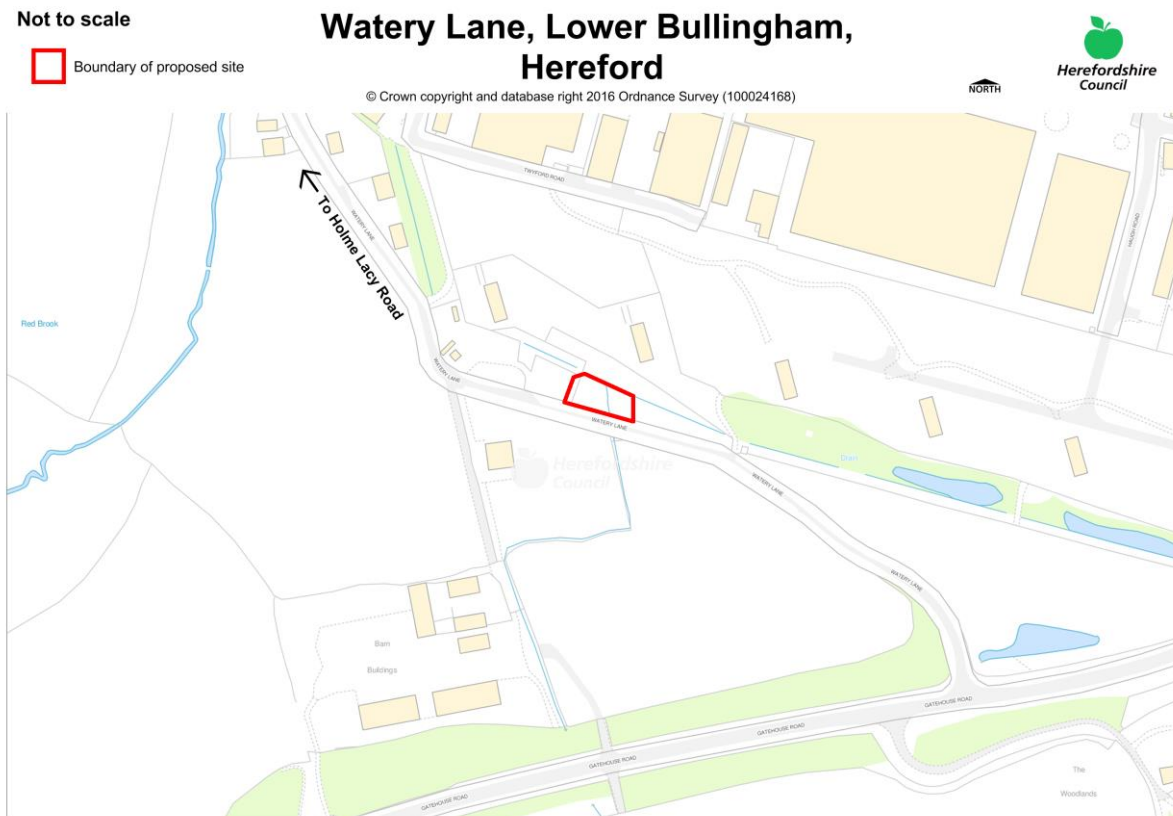 Not to scale
Boundary of proposed site
Watery Lane, Lower Bullingham,
Hereford
© Crown copyright and database right 2016 Ordnance Survey (100024168)
NORTH
Herefordshire
Council
TWYFORD ROAD
HAUGH ROAD
WATERY LANE
To Holme Lacy Road
Red Brook
WATERY LANE
WATERY LANE
Herefordshire
Council
Drain
WATERY LANE
WATERY LANE
Barn
Buildings
GATEHOUSE ROAD
GATEHOUSE ROAD
GATEHOUSE ROAD
The
Woodlands